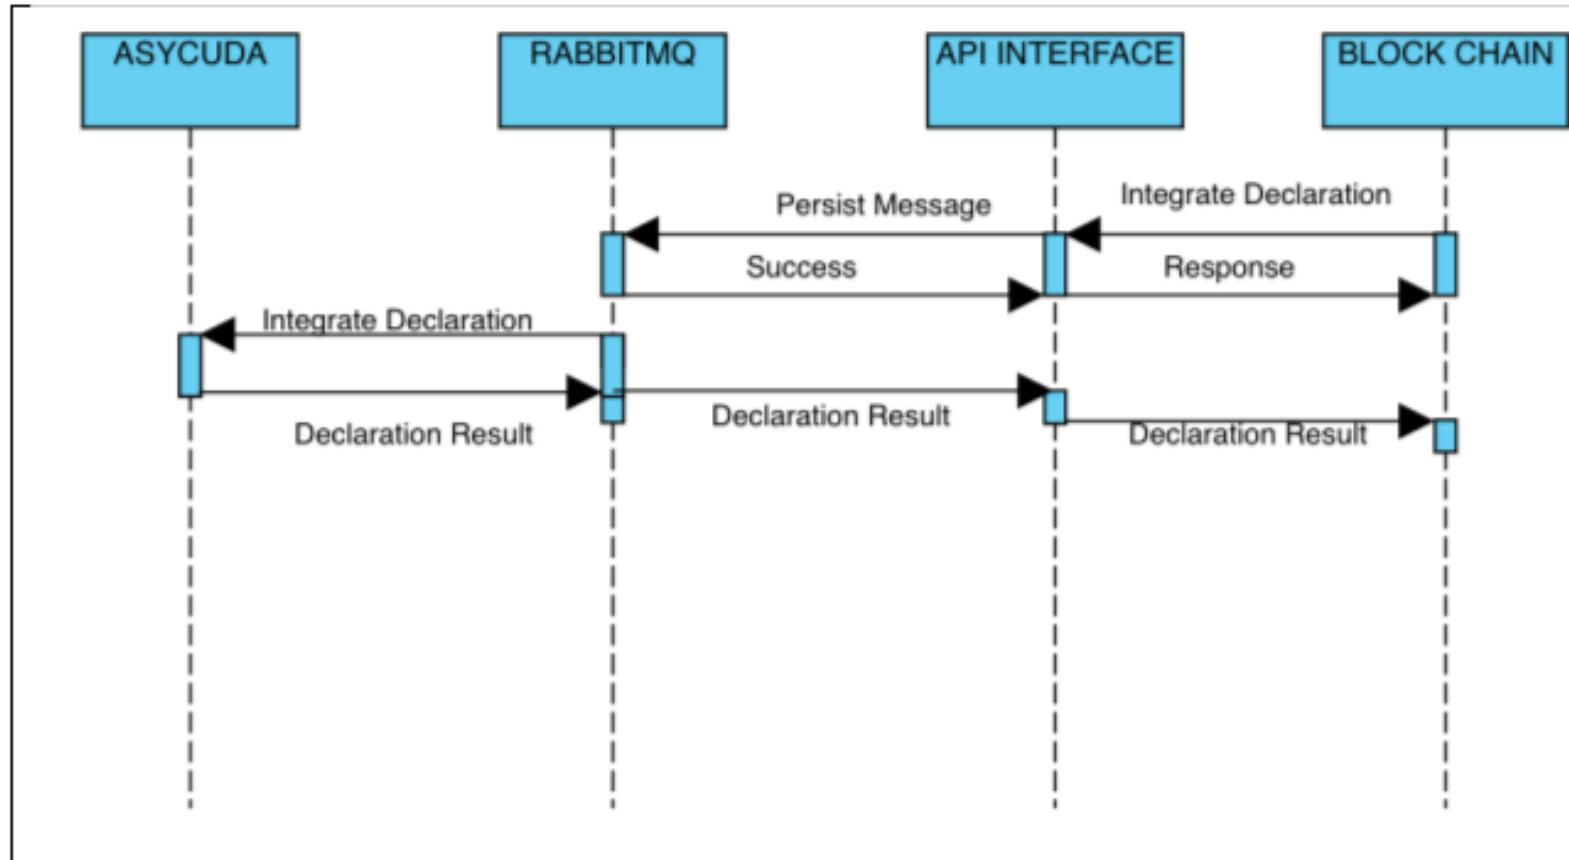 ASYCUDA
RABBITMQ
API INTERFACE
BLOCK CHAIN
Integrate Declaration
Persist Message
Success
Response
Integrate Declaration
Declaration Result
Declaration Result
Declaration Result